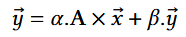 y⃗ = α.A × x⃗ + β.y⃗